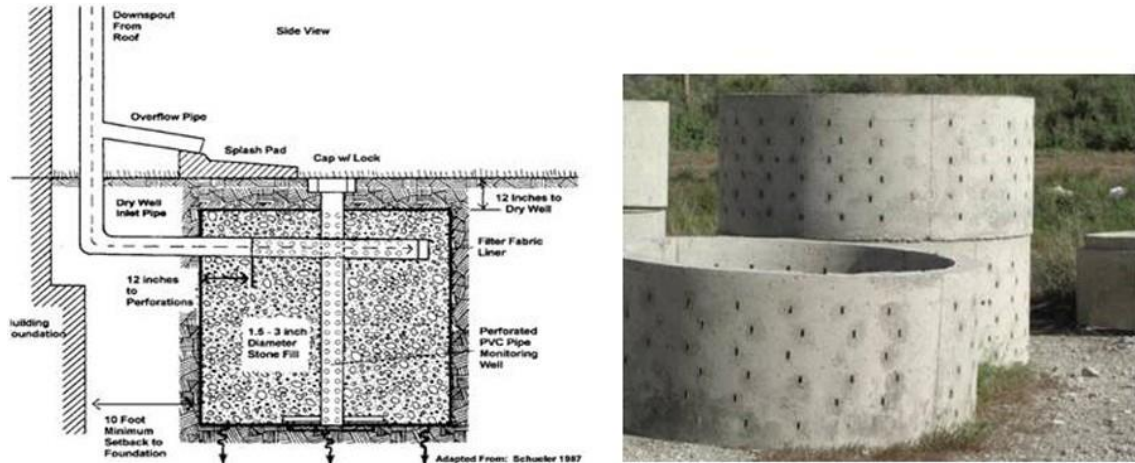 Downspout
From
Roof
Side View
Overflow Pipe
Splash Pad
Cap w/ Lock
Dry Well
Inlet Pipe
12 Inches to
Dry Well
Filter Fabric
Liner
12 inches
to
Perforations
uilding
oundation
1.5 - 3 inch
Diameter
Stone Fill
Perforated
PVC Pipe
Monitoring
Well
10 Foot
Minimum
Setback to
Foundation
Adapted From: Schueler 1987